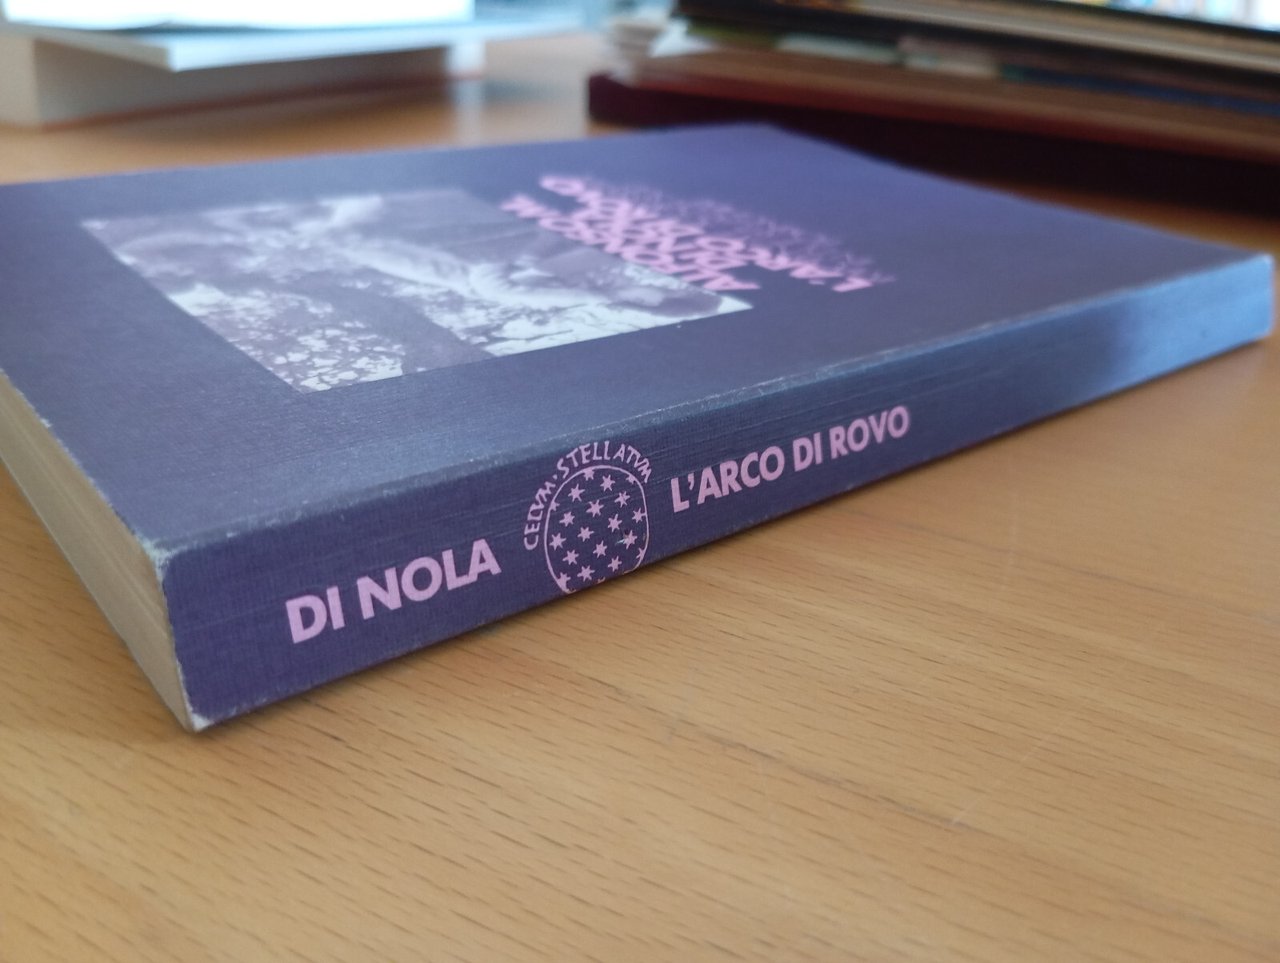 ALFONSO M.
DI NOLA
L'ARCO DI ROVO
DI NOLA
CELVM·STELLATVM
L'ARCO DI ROVO